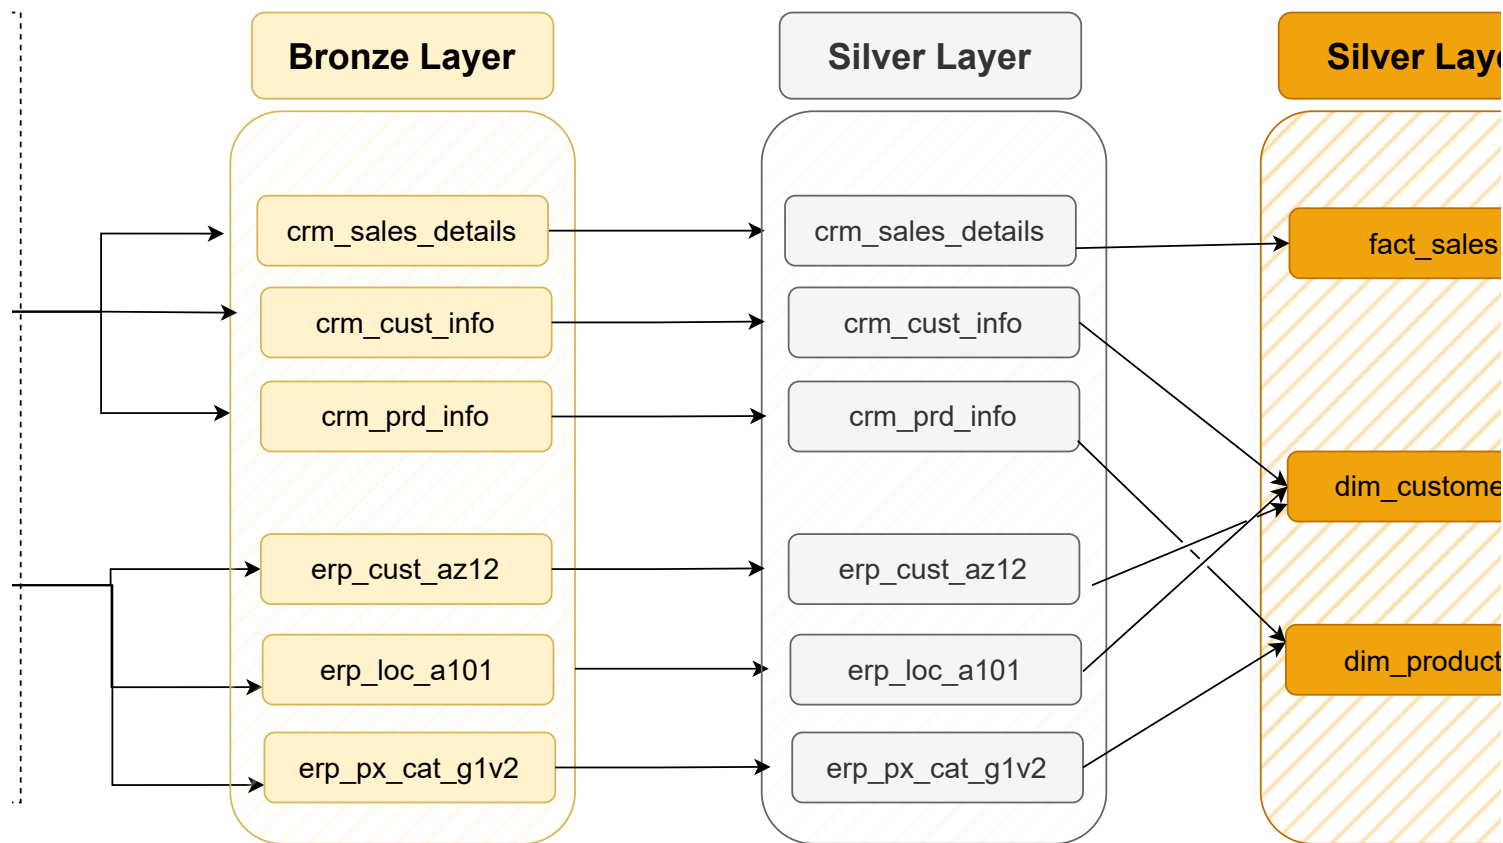 Bronze Layer
Silver Layer
Silver Laye
crm_sales_details
crm_sales_details
fact_sales
crm_cust_info
crm_cust_info
crm_prd_info
crm_prd_info
dim_custome
erp_cust_az12
erp_cust_az12
erp_loc_a101
erp_loc_a101
dim_product
erp_px_cat_g1v2
erp_px_cat_g1v2